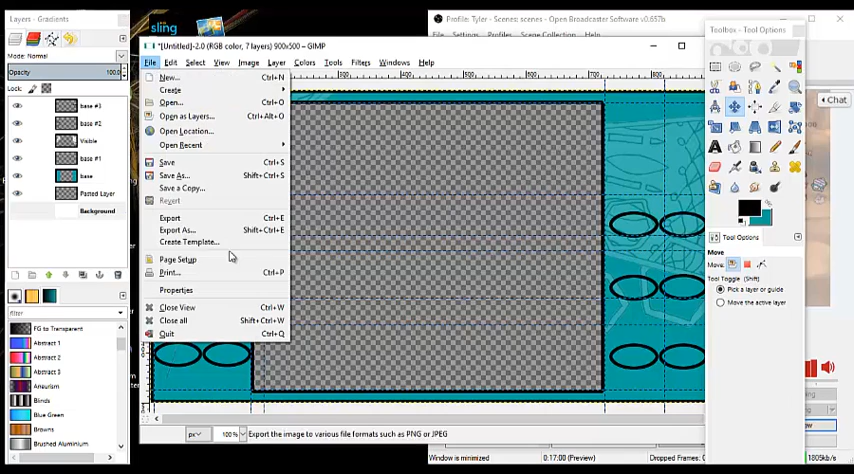 Layers - Gradients
Mode: Normal
Opacity 100.0
Lock:
base #3
base #2
Visible
base #1
base
Pasted Layer
Background
filter
FG to Transparent
Abstract 1
Abstract 2
Abstract 3
Aneurism
Blinds
Blue Green
Browns
Brushed Aluminium
sling
*[Untitled]-2.0 (RGB color, 7 layers) 900x500 – GIMP
File Edit Select View Image Layer Colors Tools Filters Windows Help
New... Ctrl+N
Create
Open... Ctrl+O
Open as Layers... Ctrl+Alt+O
Open Location...
Open Recent
Save Ctrl+S
Save As... Shift+Ctrl+S
Save a Copy...
Revert
Export Ctrl+E
Export As... Shift+Ctrl+E
Create Template...
Page Setup
Print... Ctrl+P
Properties
Close View Ctrl+W
Close all Shift+Ctrl+W
Quit Ctrl+Q
300 400 500 600 700 800
px 100 % Export the image to various file formats such as PNG or JPEG
Profile: Tyler - Scenes: scenes - Open Broadcaster Software v0.657b
File Settings Profiles Scene Collection Help
Toolbox - Tool Options
Tool Options
Move
Move:
Tool Toggle (Shift)
Pick a layer or guide
Move the active layer
Chat
Window is minimized 0:17:00 (Preview) Dropped Frames: 1805kb/s